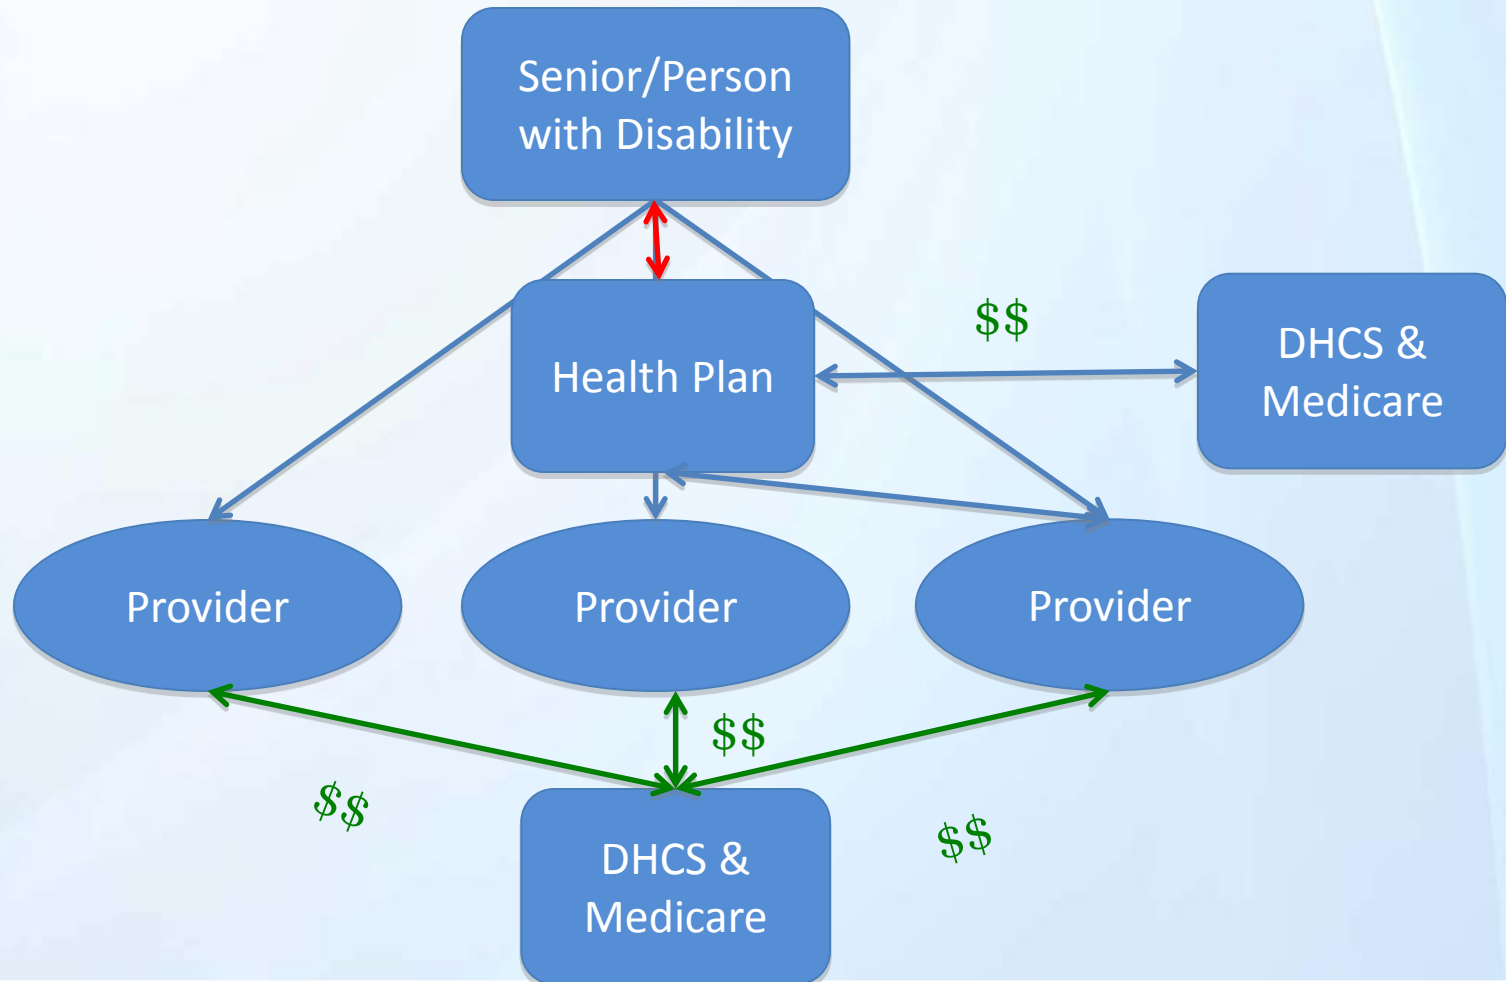 Senior/Person
with Disability
$$
Health Plan
DHCS &
Medicare
Provider
Provider
Provider
$$
$$
$$
DHCS &
Medicare